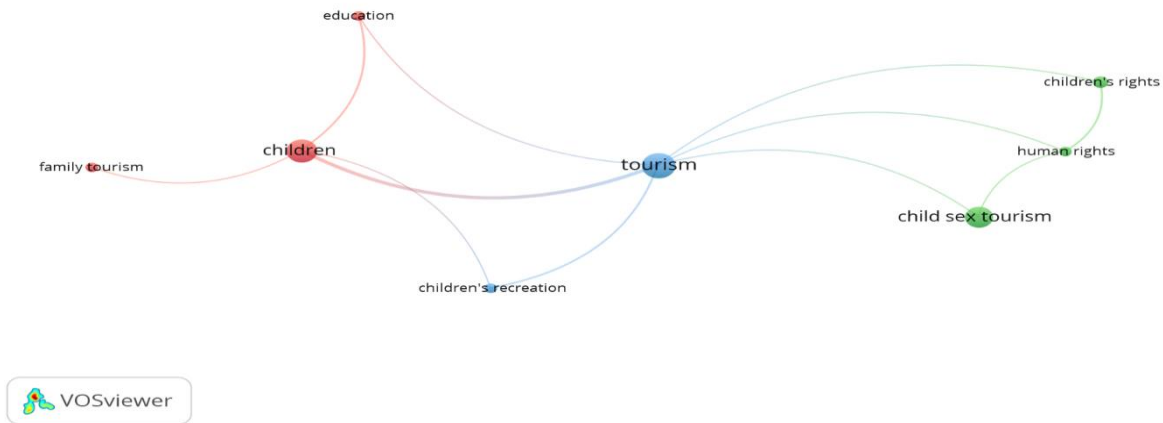 education
children's rights
children
human rights
family tourism
tourism
child sex tourism
children's recreation
VOSviewer